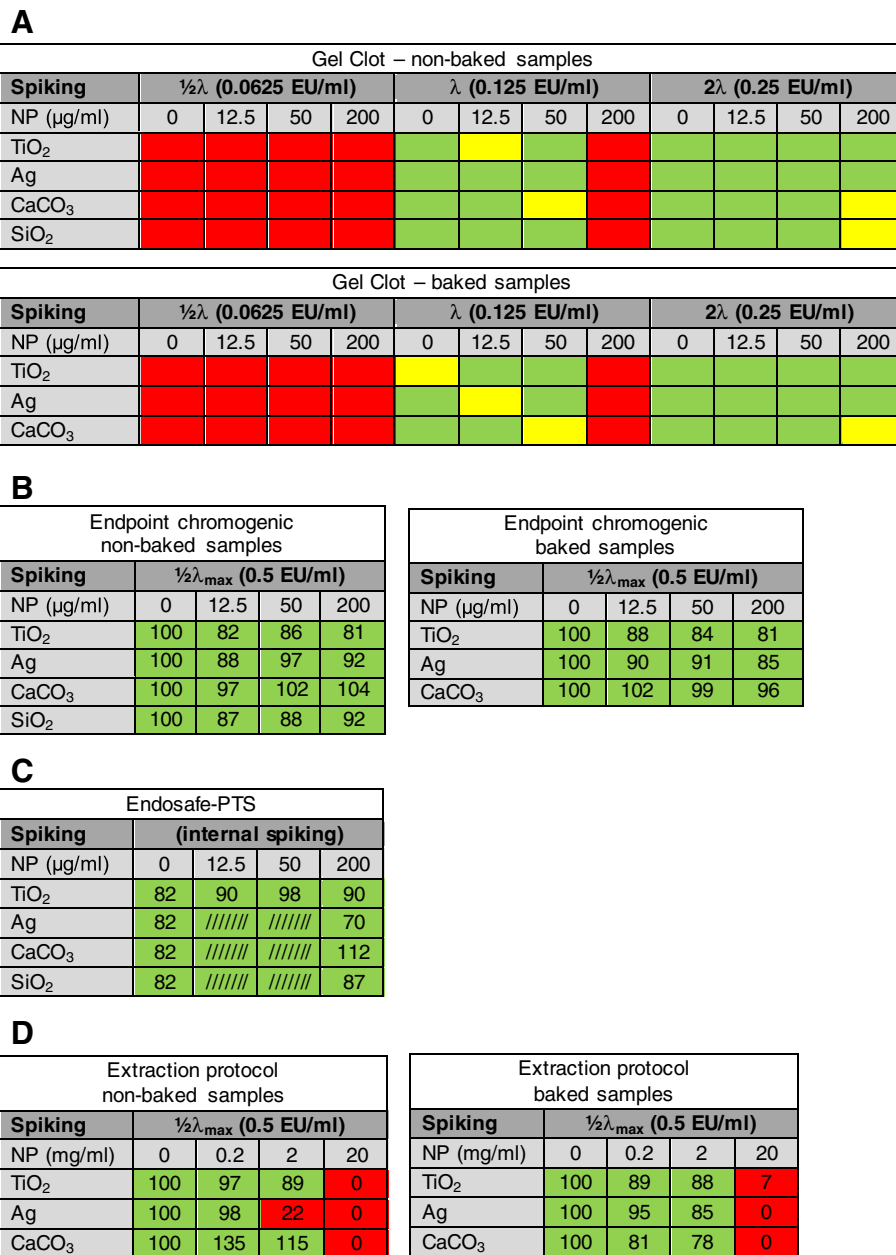 A
Gel Clot – non-baked samples
Spiking ½λ (0.0625 EU/ml) λ (0.125 EU/ml) 2λ (0.25 EU/ml)
NP (µg/ml) 0 12.5 50 200 0 12.5 50 200 0 12.5 50 200
TiO₂
Ag
CaCO₃
SiO₂
Gel Clot – baked samples
Spiking ½λ (0.0625 EU/ml) λ (0.125 EU/ml) 2λ (0.25 EU/ml)
NP (µg/ml) 0 12.5 50 200 0 12.5 50 200 0 12.5 50 200
TiO₂
Ag
CaCO₃
B
Endpoint chromogenic
non-baked samples
Spiking ½λmax (0.5 EU/ml)
NP (µg/ml) 0 12.5 50 200
TiO₂ 100 82 86 81
Ag 100 88 97 92
CaCO₃ 100 97 102 104
SiO₂ 100 87 88 92
Endpoint chromogenic
baked samples
Spiking ½λmax (0.5 EU/ml)
NP (µg/ml) 0 12.5 50 200
TiO₂ 100 88 84 81
Ag 100 90 91 85
CaCO₃ 100 102 99 96
C
Endosafe-PTS
Spiking (internal spiking)
NP (µg/ml) 0 12.5 50 200
TiO₂ 82 90 98 90
Ag 82 /////// /////// 70
CaCO₃ 82 /////// /////// 112
SiO₂ 82 /////// /////// 87
D
Extraction protocol
non-baked samples
Spiking ½λmax (0.5 EU/ml)
NP (mg/ml) 0 0.2 2 20
TiO₂ 100 97 89 0
Ag 100 98 22 0
CaCO₃ 100 135 115 0
Extraction protocol
baked samples
Spiking ½λmax (0.5 EU/ml)
NP (mg/ml) 0 0.2 2 20
TiO₂ 100 89 88 7
Ag 100 95 85 0
CaCO₃ 100 81 78 0